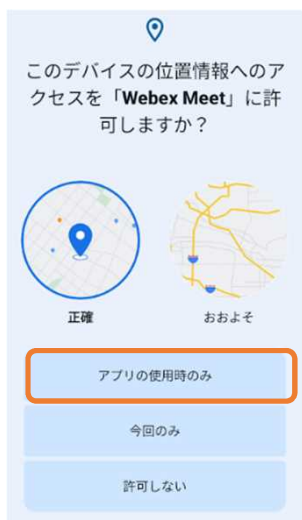 このデバイスの位置情報へのア
クセスを「Webex Meet」に許
可しますか？
正確
おおよそ
アプリの使用時のみ
今回のみ
許可しない